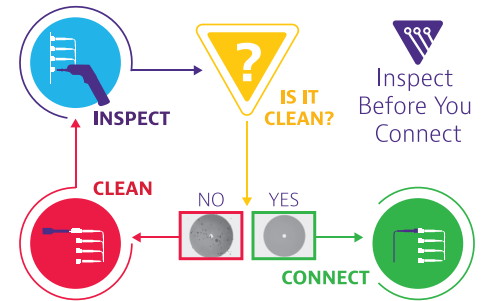 INSPECT
?
IS IT
CLEAN?
Inspect
Before You
Connect
CLEAN
NO
YES
CONNECT